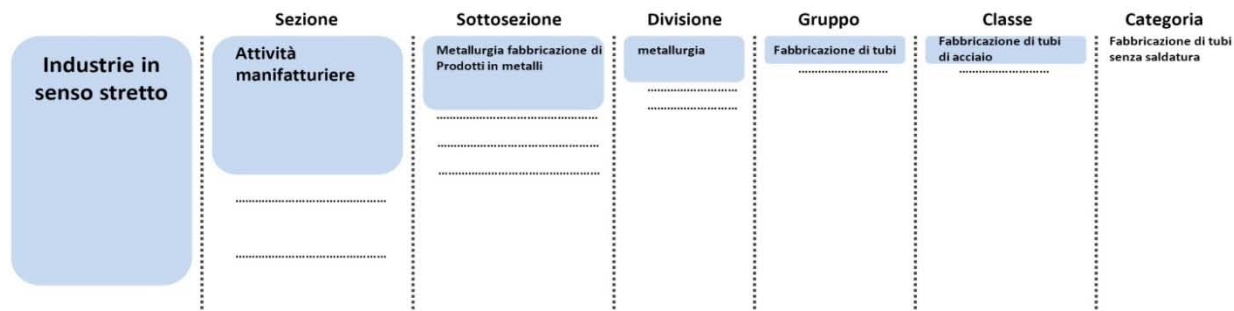 Sezione
Sottosezione
Divisione
Gruppo
Classe
Categoria
Industrie in
senso stretto
Attività
manifatturiere
Metallurgia fabbricazione di
Prodotti in metalli
metallurgia
Fabbricazione di tubi
Fabbricazione di tubi
di acciaio
Fabbricazione di tubi
senza saldatura